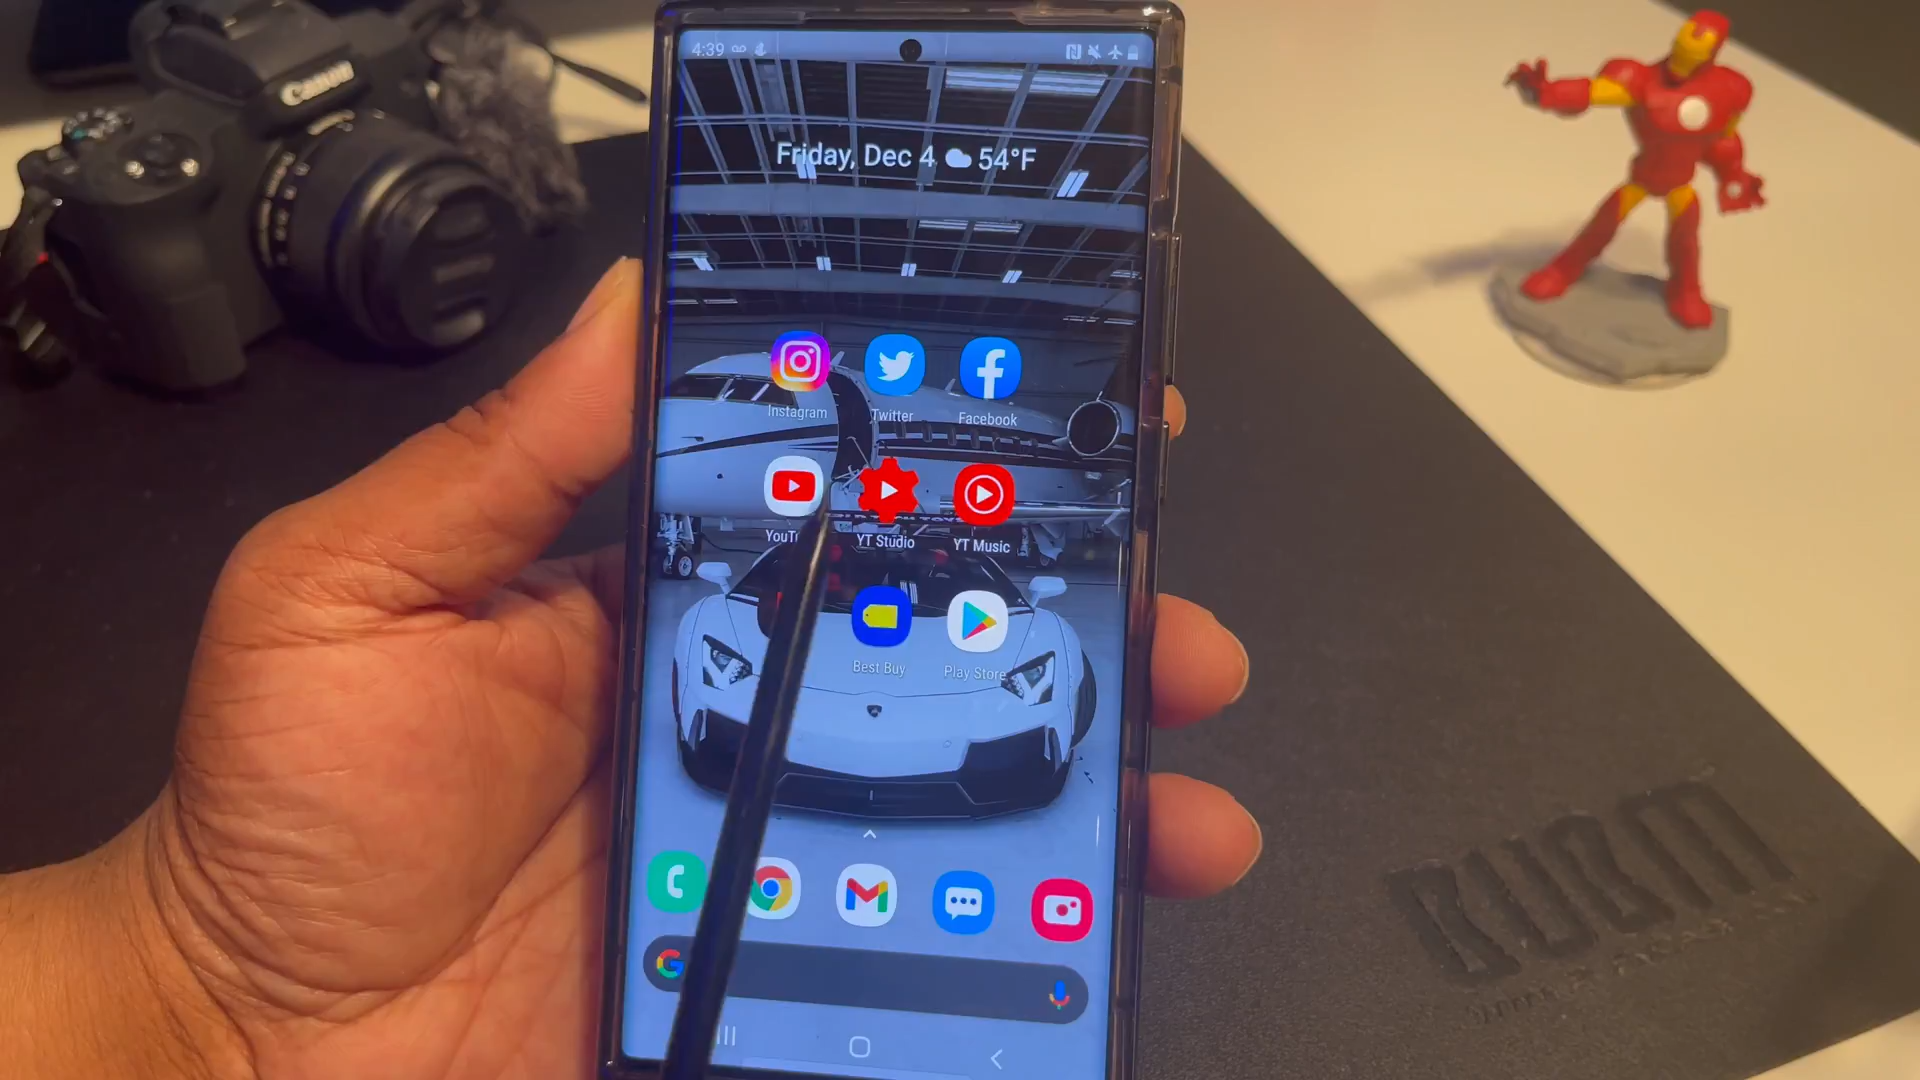 Canon
4:39
Friday, Dec 4 54°F
Instagram Twitter Facebook
YT Studio YT Music
Best Buy Play Store